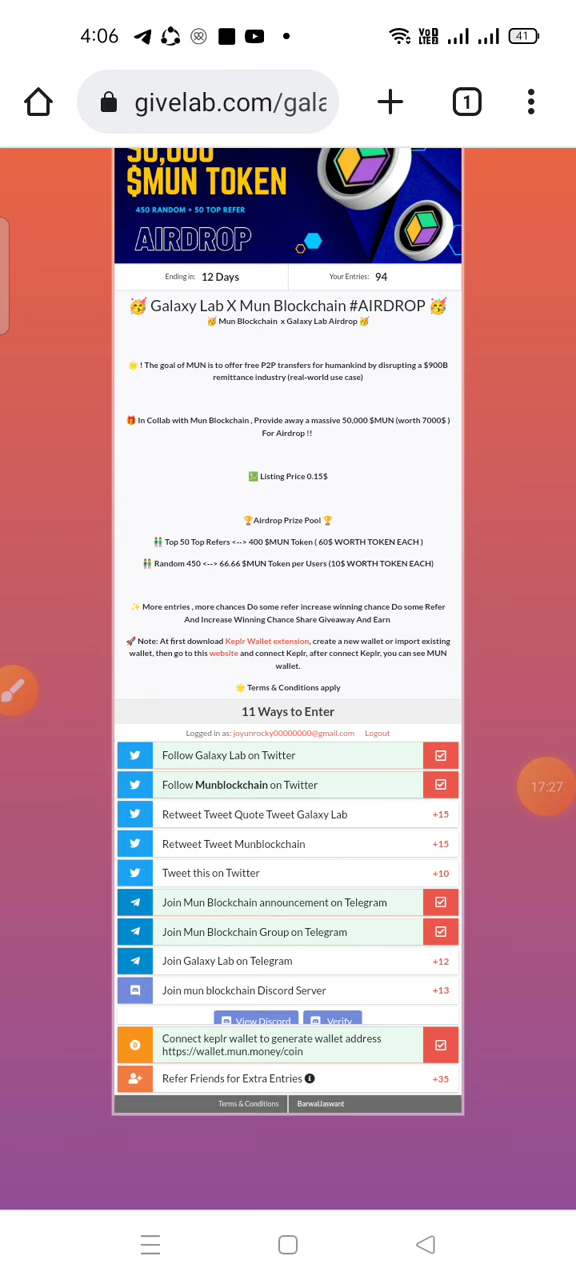 4:06
VoD
LTE2
41
givelab.com/gala
1
50,000
$MUN TOKEN
450 RANDOM + 50 TOP REFER
AIRDROP
Ending in: 12 Days
Your Entries: 94
🥳 Galaxy Lab X Mun Blockchain #AIRDROP 🥳
🥳 Mun Blockchain x Galaxy Lab Airdrop 🥳
🌟 ! The goal of MUN is to offer free P2P transfers for humankind by disrupting a $900B
remittance industry (real-world use case)
🎁 In Collab with Mun Blockchain , Provide away a massive 50,000 $MUN (worth 7000$ )
For Airdrop !!
💹 Listing Price 0.15$
🏆Airdrop Prize Pool 🏆
👬 Top 50 Top Refers <--> 400 $MUN Token ( 60$ WORTH TOKEN EACH )
👬 Random 450 <--> 66.66 $MUN Token per Users (10$ WORTH TOKEN EACH)
✨ More entries , more chances Do some refer increase winning chance Do some Refer
And Increase Winning Chance Share Giveaway And Earn
🚀 Note: At first download Keplr Wallet extension, create a new wallet or import existing
wallet, then go to this website and connect Keplr, after connect Keplr, you can see MUN
wallet.
🌟 Terms & Conditions apply
11 Ways to Enter
Logged in as: joyunrocky00000000@gmail.com Logout
Follow Galaxy Lab on Twitter
Follow Munblockchain on Twitter
Retweet Tweet Quote Tweet Galaxy Lab +15
Retweet Tweet Munblockchain +15
Tweet this on Twitter +10
Join Mun Blockchain announcement on Telegram
Join Mun Blockchain Group on Telegram
Join Galaxy Lab on Telegram +12
Join mun blockchain Discord Server +13
View Discord Verify
Connect keplr wallet to generate wallet address
https://wallet.mun.money/coin
Refer Friends for Extra Entries +35
Terms & Conditions BarwalJaswant
17:27